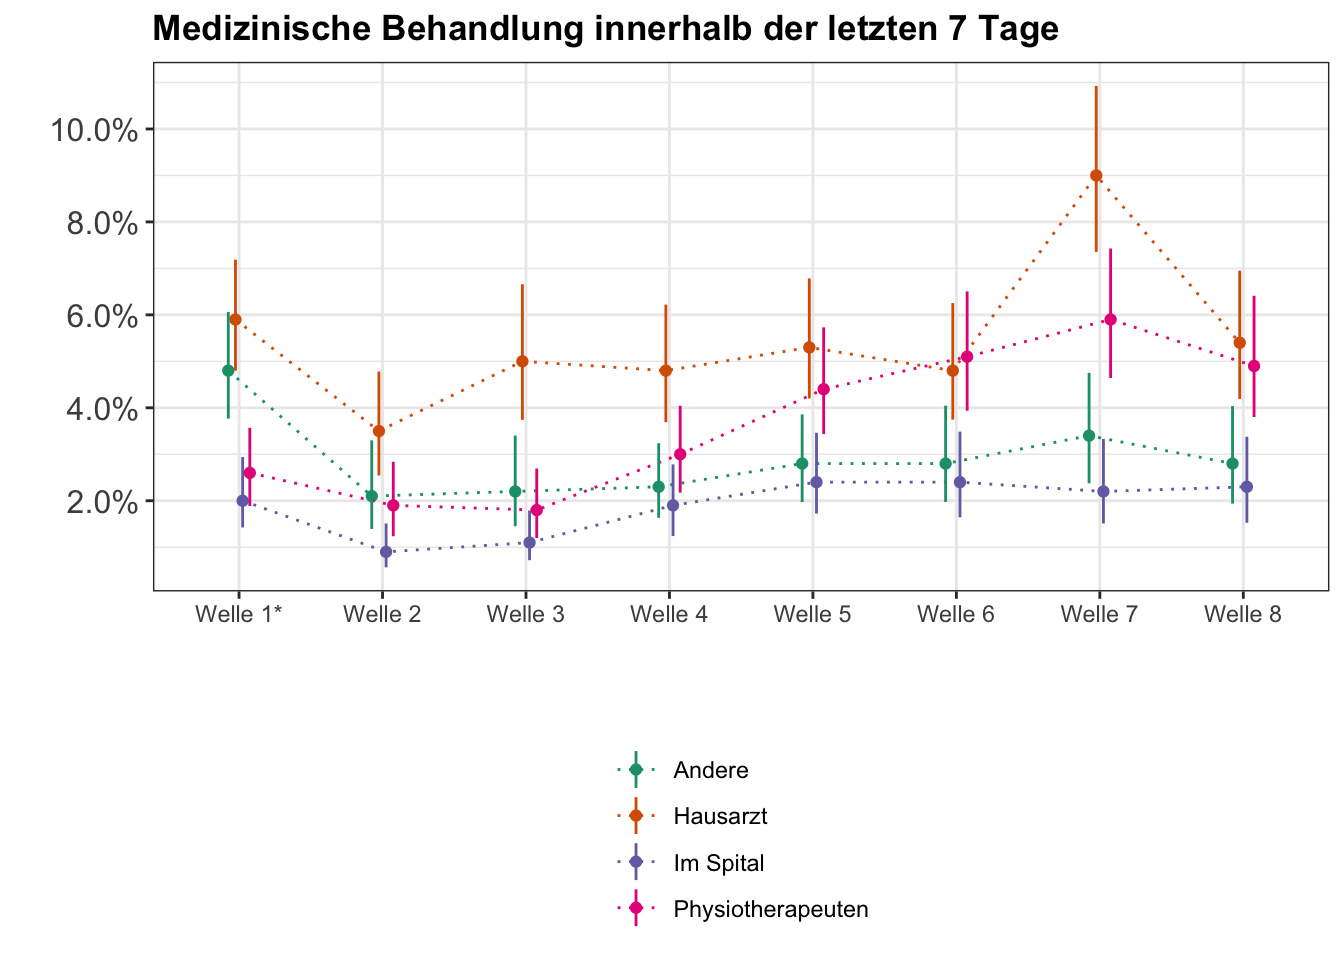 Medizinische Behandlung innerhalb der letzten 7 Tage
10.0%
8.0%
6.0%
4.0%
2.0%
Welle 1* Welle 2 Welle 3 Welle 4 Welle 5 Welle 6 Welle 7 Welle 8
Andere
Hausarzt
Im Spital
Physiotherapeuten